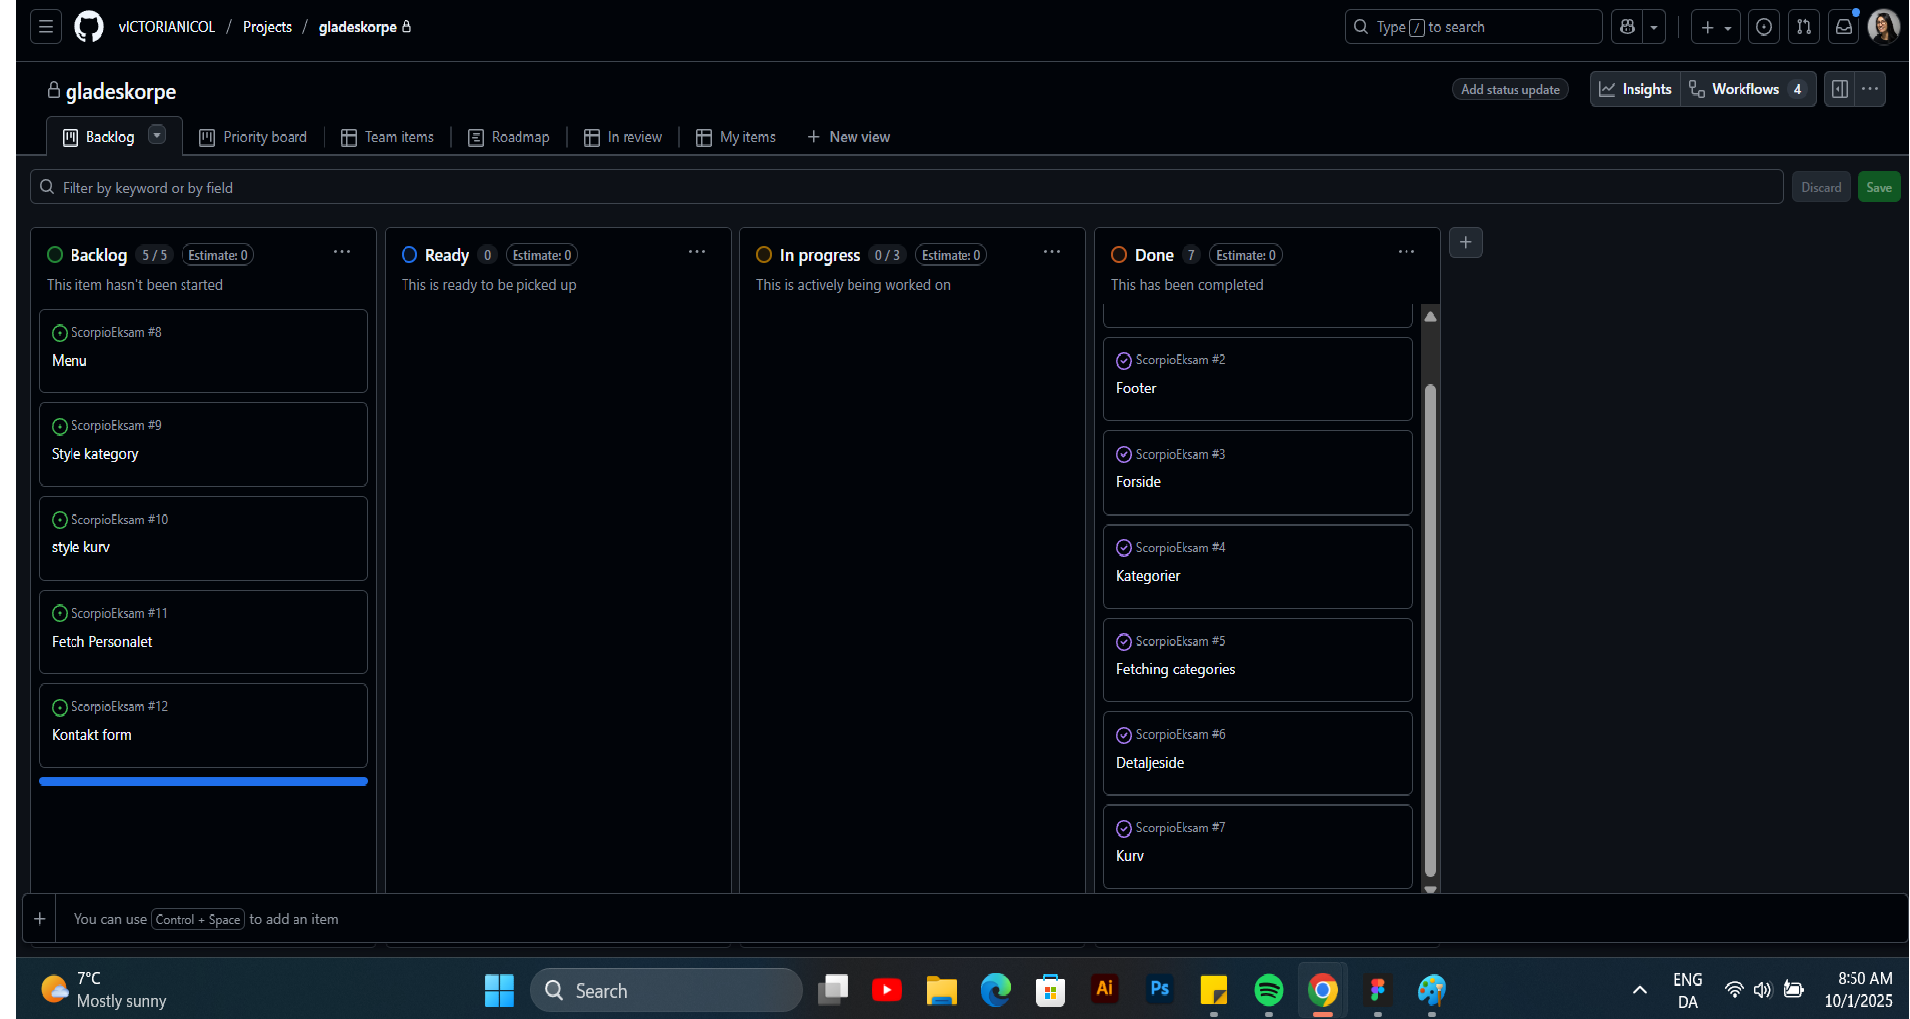 vICTORIANICOL / Projects / gladeskorpe
Type / to search
gladeskorpe
Add status update
Insights
Workflows 4
Backlog
Priority board
Team items
Roadmap
In review
My items
New view
Filter by keyword or by field
Discard
Save
Backlog 5 / 5 Estimate: 0
This item hasn't been started
ScorpioEksam #8
Menu
ScorpioEksam #9
Style kategory
ScorpioEksam #10
style kurv
ScorpioEksam #11
Fetch Personalet
ScorpioEksam #12
Kontakt form
Ready 0 Estimate: 0
This is ready to be picked up
In progress 0 / 3 Estimate: 0
This is actively being worked on
Done 7 Estimate: 0
This has been completed
ScorpioEksam #2
Footer
ScorpioEksam #3
Forside
ScorpioEksam #4
Kategorier
ScorpioEksam #5
Fetching categories
ScorpioEksam #6
Detaljeside
ScorpioEksam #7
Kurv
You can use Control + Space to add an item
7°C
Mostly sunny
Search
Ai
Ps
ENG
DA
8:50 AM
10/1/2025